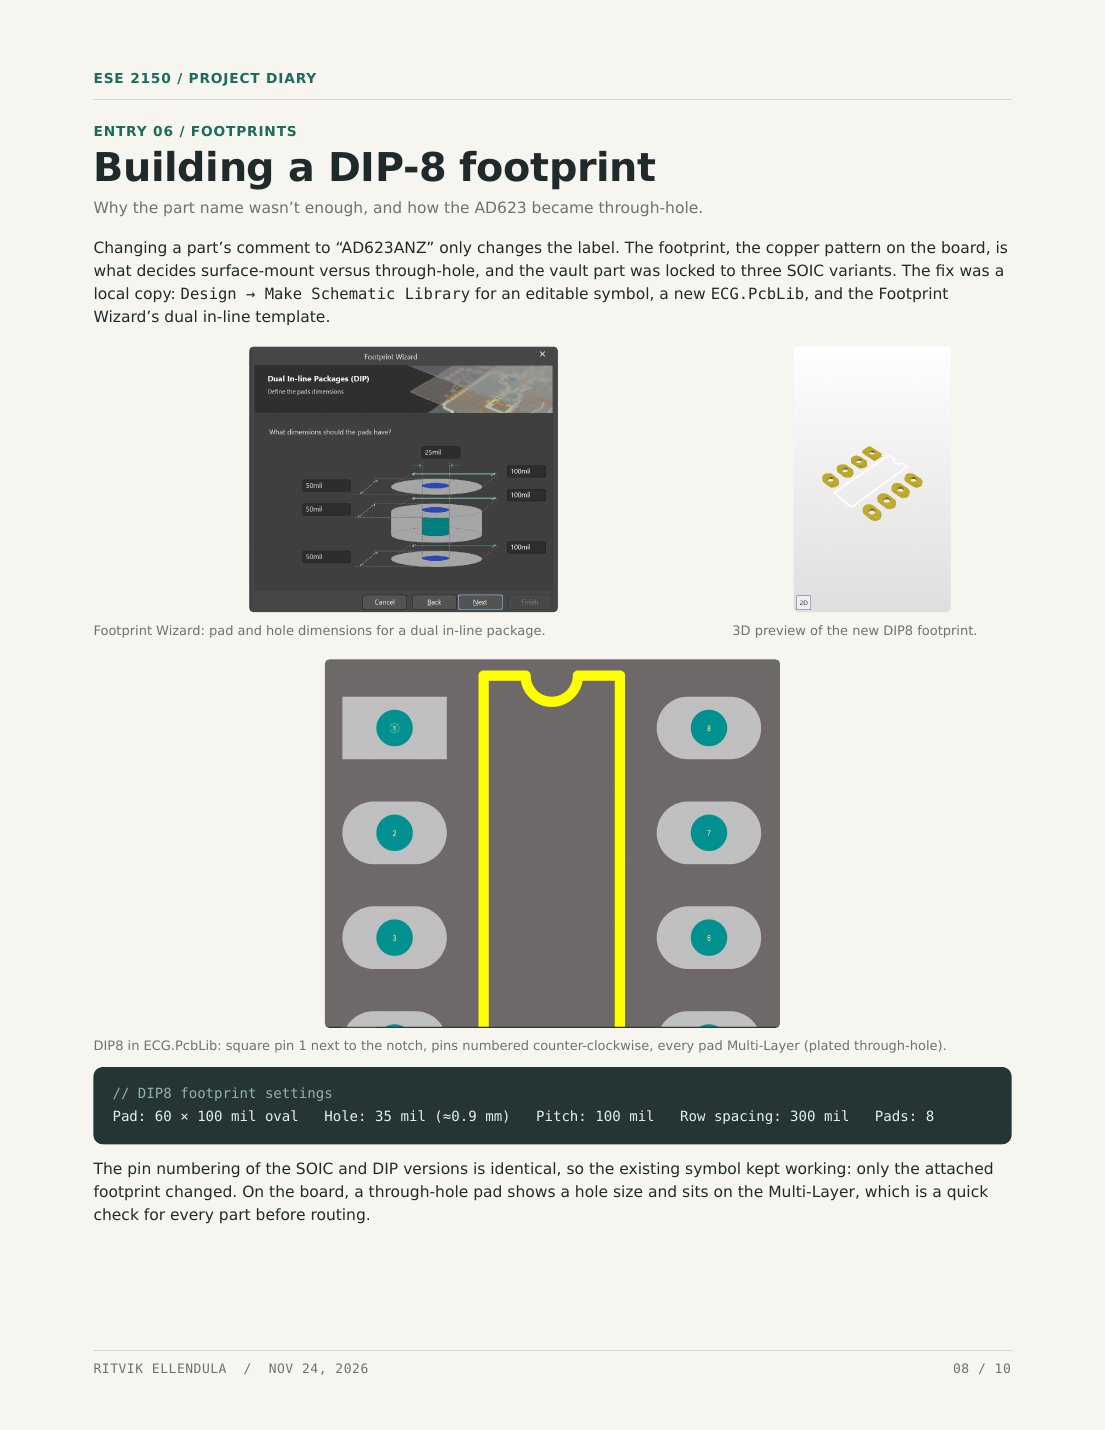 ESE 2150 / PROJECT DIARY
ENTRY 06 / FOOTPRINTS
Building a DIP-8 footprint
Why the part name wasn’t enough, and how the AD623 became through-hole.
Changing a part’s comment to “AD623ANZ” only changes the label. The footprint, the copper pattern on the board, is
what decides surface-mount versus through-hole, and the vault part was locked to three SOIC variants. The fix was a
local copy: Design → Make Schematic Library for an editable symbol, a new ECG.PcbLib, and the Footprint
Wizard’s dual in-line template.
Footprint Wizard
Dual In-line Packages (DIP)
Define the pads dimensions
What dimensions should the pads have?
25mil
100mil
50mil
100mil
50mil
100mil
50mil
Cancel Back Next Finish
2D
Footprint Wizard: pad and hole dimensions for a dual in-line package.
3D preview of the new DIP8 footprint.
1 8
2 7
3 6
DIP8 in ECG.PcbLib: square pin 1 next to the notch, pins numbered counter-clockwise, every pad Multi-Layer (plated through-hole).
// DIP8 footprint settings
Pad: 60 × 100 mil oval Hole: 35 mil (≈0.9 mm) Pitch: 100 mil Row spacing: 300 mil Pads: 8
The pin numbering of the SOIC and DIP versions is identical, so the existing symbol kept working: only the attached
footprint changed. On the board, a through-hole pad shows a hole size and sits on the Multi-Layer, which is a quick
check for every part before routing.
RITVIK ELLENDULA / NOV 24, 2026
08 / 10